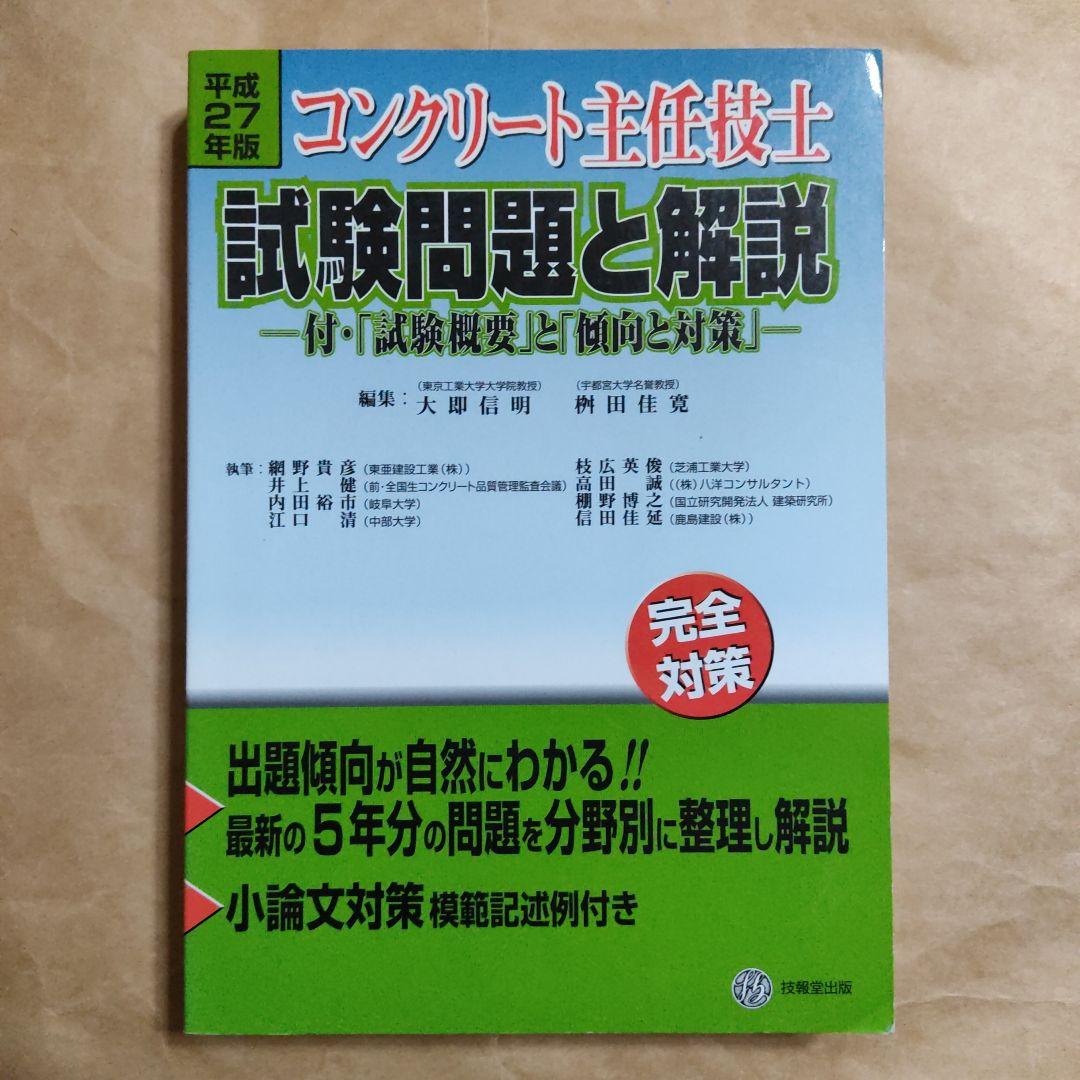 平成
27
年版
コンクリート主任技士
試験問題と解説
―付・「試験概要」と「傾向と対策」―
(東京工業大学大学院教授) (宇都宮大学名誉教授)
編集: 大即信明 桝田佳寛
執筆: 網野貴彦 (東亜建設工業(株)) 枝広英俊 (芝浦工業大学)
井上健 (前・全国生コンクリート品質管理監査会議) 高田誠 ((株)八洋コンサルタント)
内田裕市 (岐阜大学) 棚野博之 (国立研究開発法人 建築研究所)
江口清 (中部大学) 信田佳延 (鹿島建設(株))
完全
対策
出題傾向が自然にわかる!!
最新の5年分の問題を分野別に整理し解説
小論文対策 模範記述例付き
技報堂出版